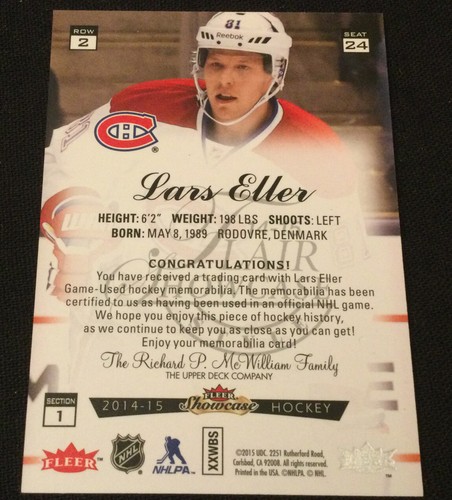 ROW
2
SEAT
24
81
Reebok
C
H
®
Lars Eller
HEIGHT: 6'2" WEIGHT: 198 LBS SHOOTS: LEFT
BORN: MAY 8, 1989 RODOVRE, DENMARK
FLAIR
CONGRATULATIONS!
You have received a trading card with Lars Eller
Game-Used hockey memorabilia. The memorabilia has been
certified to us as having been used in an official NHL game.
We hope you enjoy this piece of hockey history,
as we continue to keep you as close as you can get!
Enjoy your memorabilia card!
The Richard P. McWilliam Family
THE UPPER DECK COMPANY
SECTION
1
2014-15 FLEER Showcase HOCKEY
FLEER
NHL
NHLPA
XXWBS
©2015 UDC. 2251 Rutherford Road,
Carlsbad, CA 92008. All rights reserved.
Printed in the USA. ©NHLPA. © NHL.